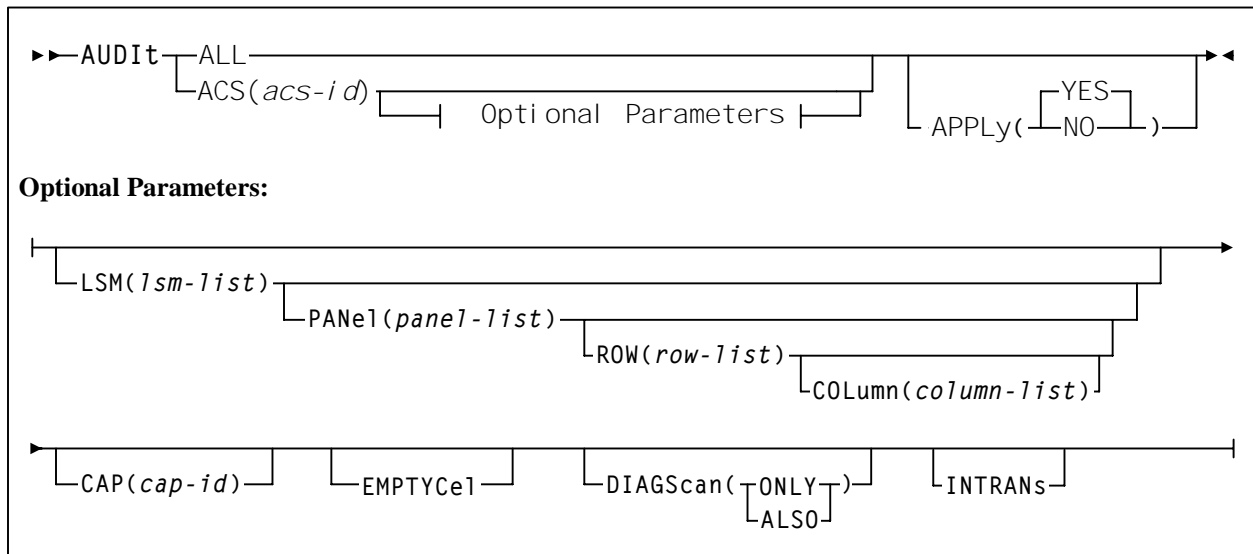 AUDIt ALL
ACS(acs-id)
Optional Parameters
APPLy( YES
NO )
Optional Parameters:
LSM(lsm-list)
PANel(panel-list)
ROW(row-list)
COLumn(column-list)
CAP(cap-id) EMPTYCel DIAGScan( ONLY ) INTRANs
ALSO